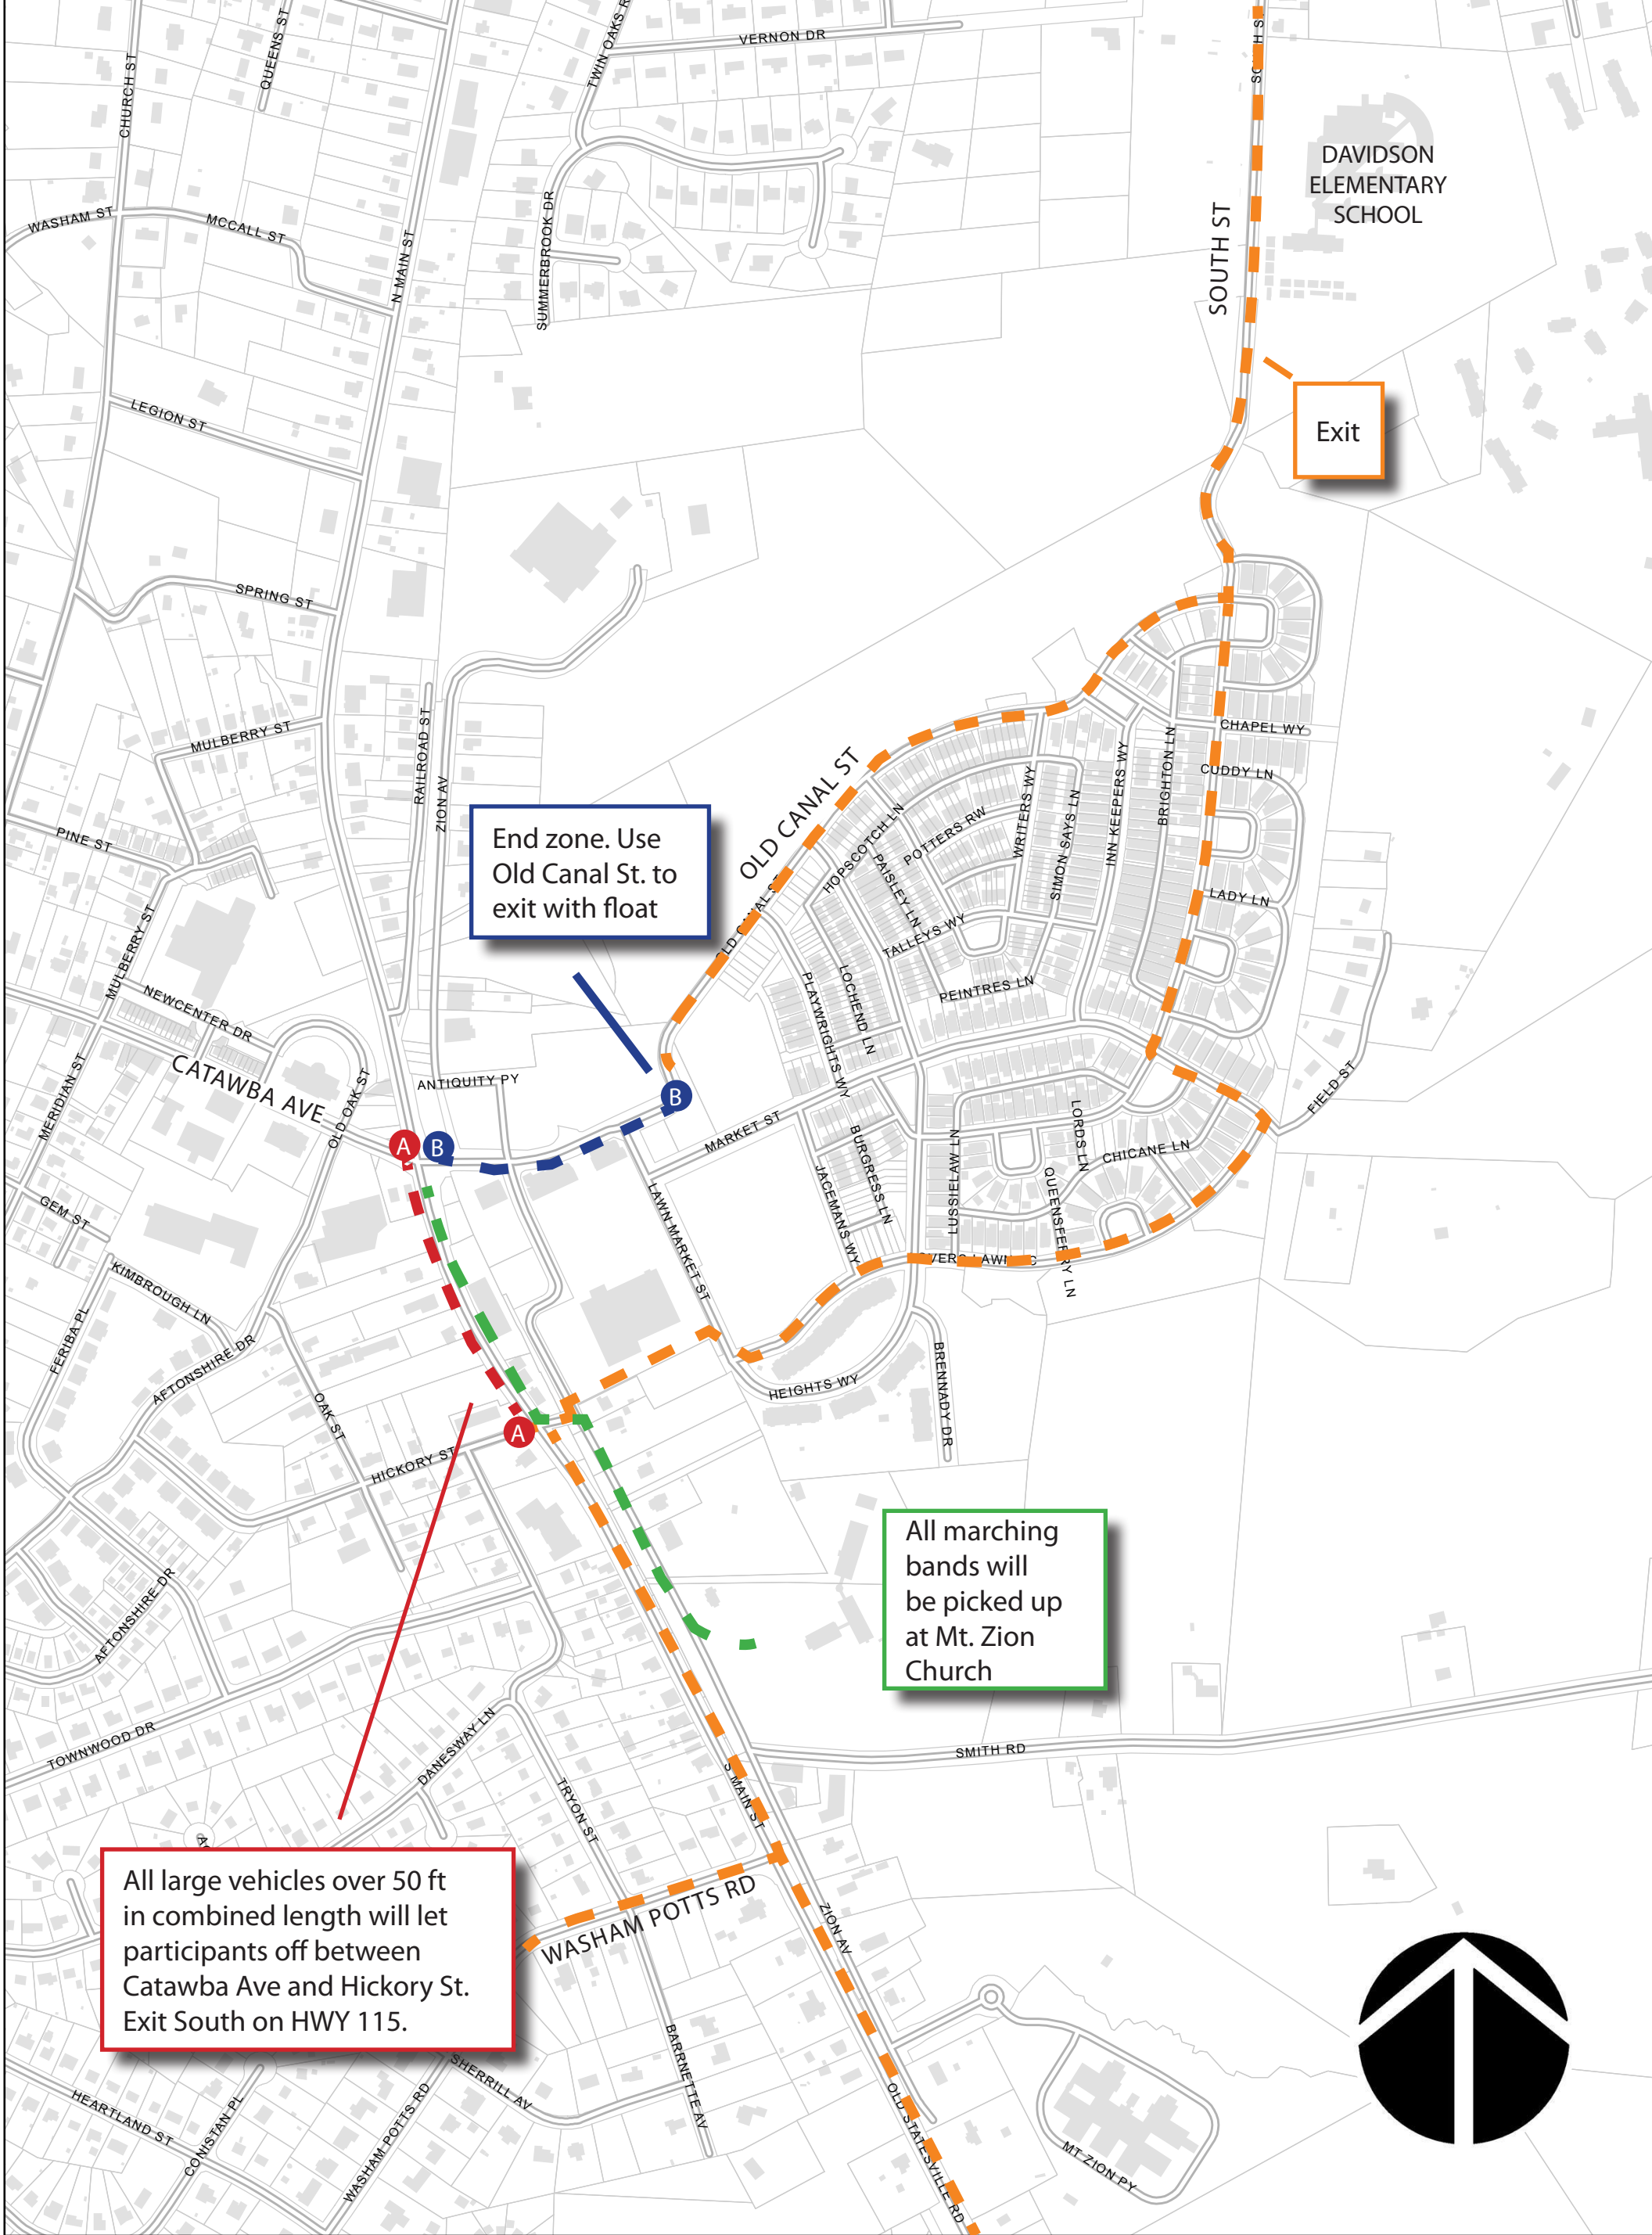 VERNON DR
TWIN OAKS R
QUEENS ST
CHURCH ST
SOUTH S
DAVIDSON
ELEMENTARY
SCHOOL
WASHAM ST
MCCALL ST
N MAIN ST
SUMMERBROOK DR
SOUTH ST
Exit
LEGION ST
SPRING ST
MULBERRY ST
RAILROAD ST
ZION AV
CHAPEL WY
CUDDY LN
LADY LN
OLD CANAL ST
HOPSCOTCH LN
POTTERS RW
PAISLEY LN
WRITERS WY
SIMON SAYS LN
INN KEEPERS WY
BRIGHTON LN
TALLEYS WY
PEINTRES LN
LOCHEND LN
PLAYWRIGHTS WY
End zone. Use
Old Canal St. to
exit with float
PINE ST
MULBERRY ST
NEWCENTER DR
CATAWBA AVE
MERIDIAN ST
OLD OAK ST
ANTIQUITY PY
B
A
B
MARKET ST
FIELD ST
LORDS LN
CHICANE LN
BURGRESS LN
JACEMANS WY
LUSSIELAW LN
QUEENSFERRY LN
LAWN MARKET ST
GEM ST
KIMBROUGH LN
FERIBA PL
AFTONSHIRE DR
OAK ST
HEIGHTS WY
BRENNADY DR
A
HICKORY ST
All marching
bands will
be picked up
at Mt. Zion
Church
AFTONSHIRE DR
TOWNWOOD DR
DANESWAY LN
SMITH RD
S MAIN ST
TRYON ST
All large vehicles over 50 ft
in combined length will let
participants off between
Catawba Ave and Hickory St.
Exit South on HWY 115.
WASHAM POTTS RD
ZION AV
BARRNETTE AV
SHERRILL AV
HEARTLAND ST
CONISTAN PL
WASHAM POTTS RD
OLD STATESVILLE RD
MT ZION PY